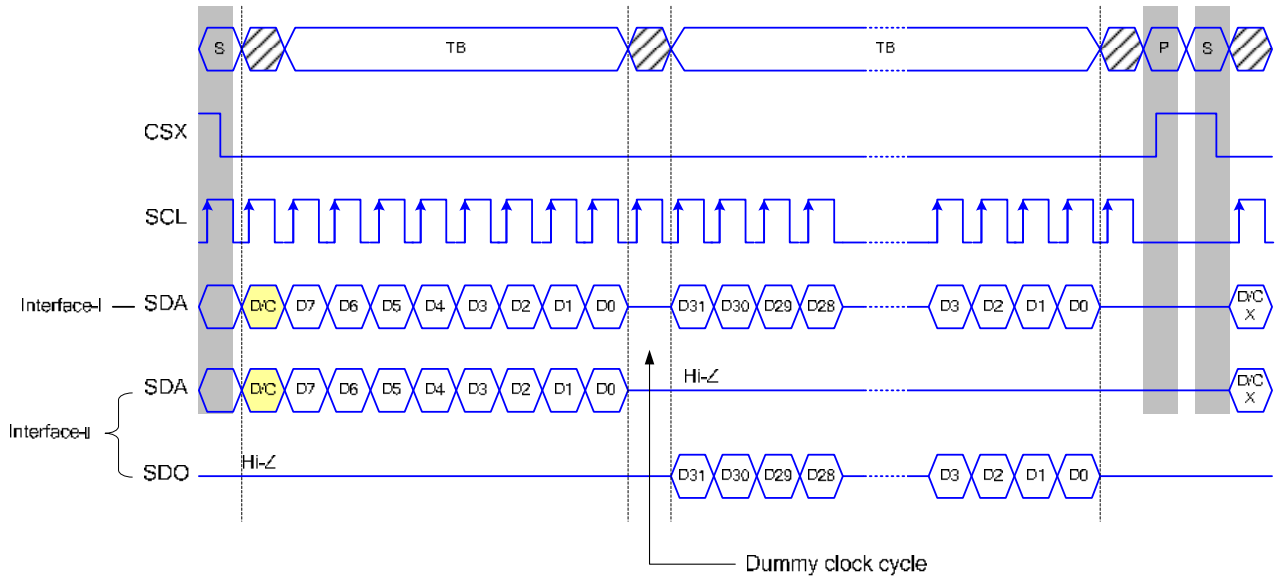 S TB TB P S
CSX
SCL
Interface-I SDA D/C D7 D6 D5 D4 D3 D2 D1 D0 D31 D30 D29 D28 D3 D2 D1 D0 D/C X
SDA D/C D7 D6 D5 D4 D3 D2 D1 D0 Hi-Z D/C X
Interface-II
SDO Hi-Z D31 D30 D29 D28 D3 D2 D1 D0
Dummy clock cycle